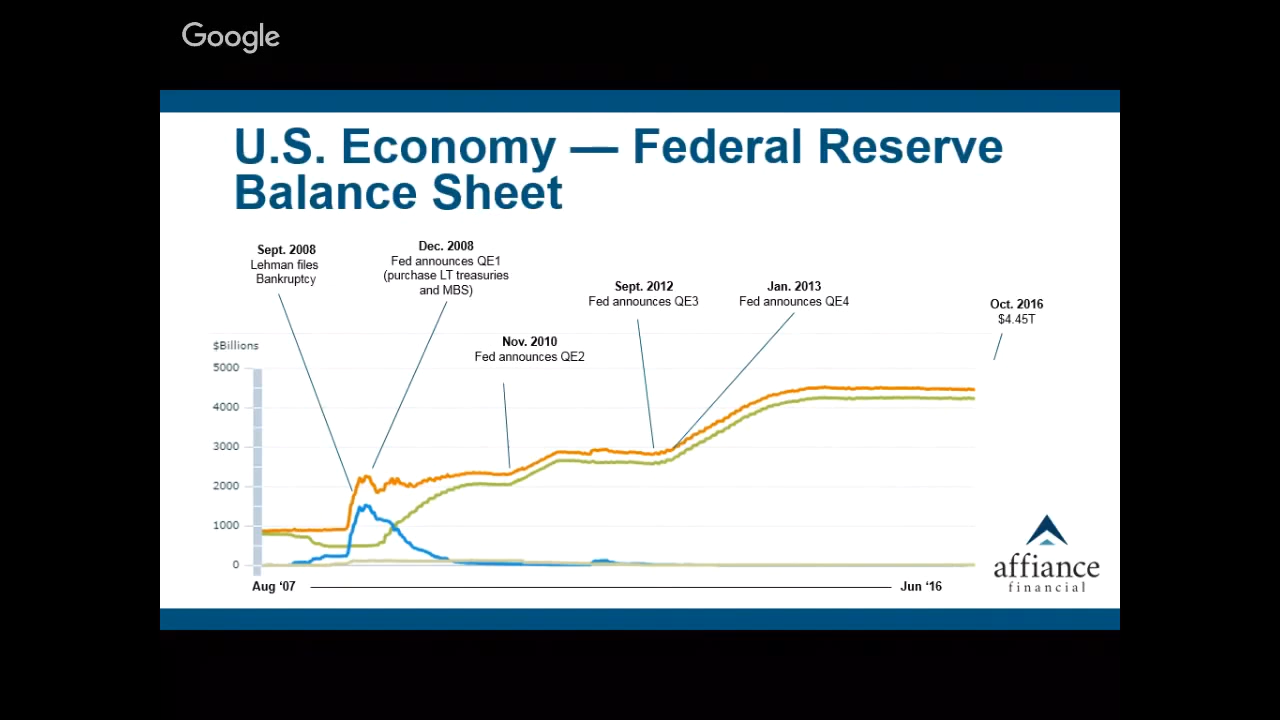 Google
U.S. Economy — Federal Reserve
Balance Sheet
Sept. 2008
Lehman files
Bankruptcy
Dec. 2008
Fed announces QE1
(purchase LT treasuries
and MBS)
Nov. 2010
Fed announces QE2
Sept. 2012
Fed announces QE3
Jan. 2013
Fed announces QE4
Oct. 2016
$4.45T
$Billions
5000
4000
3000
2000
1000
0
Aug ‘07
Jun ‘16
affiance
financial